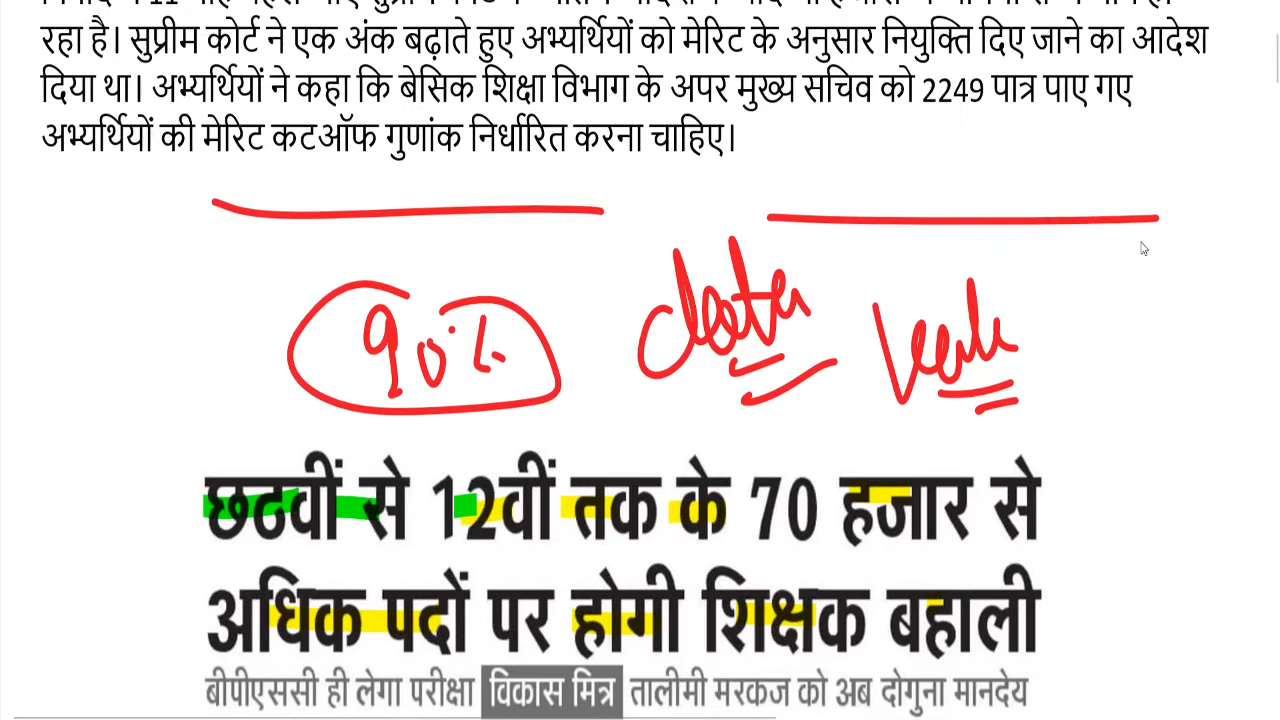 रहा है। सुप्रीम कोर्ट ने एक अंक बढ़ाते हुए अभ्यर्थियों को मेरिट के अनुसार नियुक्ति दिए जाने का आदेश
दिया था। अभ्यर्थियों ने कहा कि बेसिक शिक्षा विभाग के अपर मुख्य सचिव को 2249 पात्र पाए गए
अभ्यर्थियों की मेरिट कटऑफ गुणांक निर्धारित करना चाहिए।
90% data
छठवीं से 12वीं तक के 70 हजार से
अधिक पदों पर होगी शिक्षक बहाली
बीपीएससी ही लेगा परीक्षा विकास मित्र तालीमी मरकज को अब दोगुना मानदेय